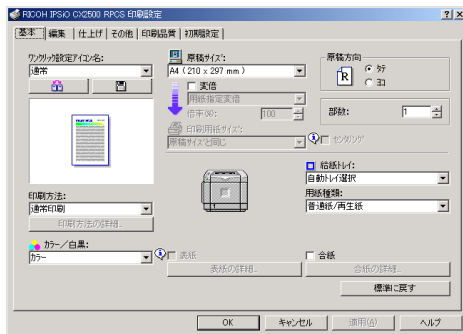 RICOH IPSiO CX2500 RPCS 印刷設定
基本 編集 仕上げ その他 印刷品質 初期設定
ﾜﾝｸﾘｯｸ設定ｱｲｺﾝ名:
通常
原稿ｻｲｽﾞ:
A4 (210 x 297 mm)
変倍
用紙指定変倍
倍率(%):
100
印刷用紙ｻｲｽﾞ:
原稿ｻｲｽﾞと同じ
原稿方向
R
ﾀﾃ
ﾖｺ
部数:
1
ｾﾝﾀﾘﾝｸﾞ
給紙ﾄﾚｲ:
自動ﾄﾚｲ選択
用紙種類:
普通紙/再生紙
印刷方法:
通常印刷
印刷方法の詳細...
カラー/白黒:
ｶﾗｰ
表紙
表紙の詳細...
合紙
合紙の詳細...
標準に戻す
OK
キャンセル
適用(A)
ヘルプ